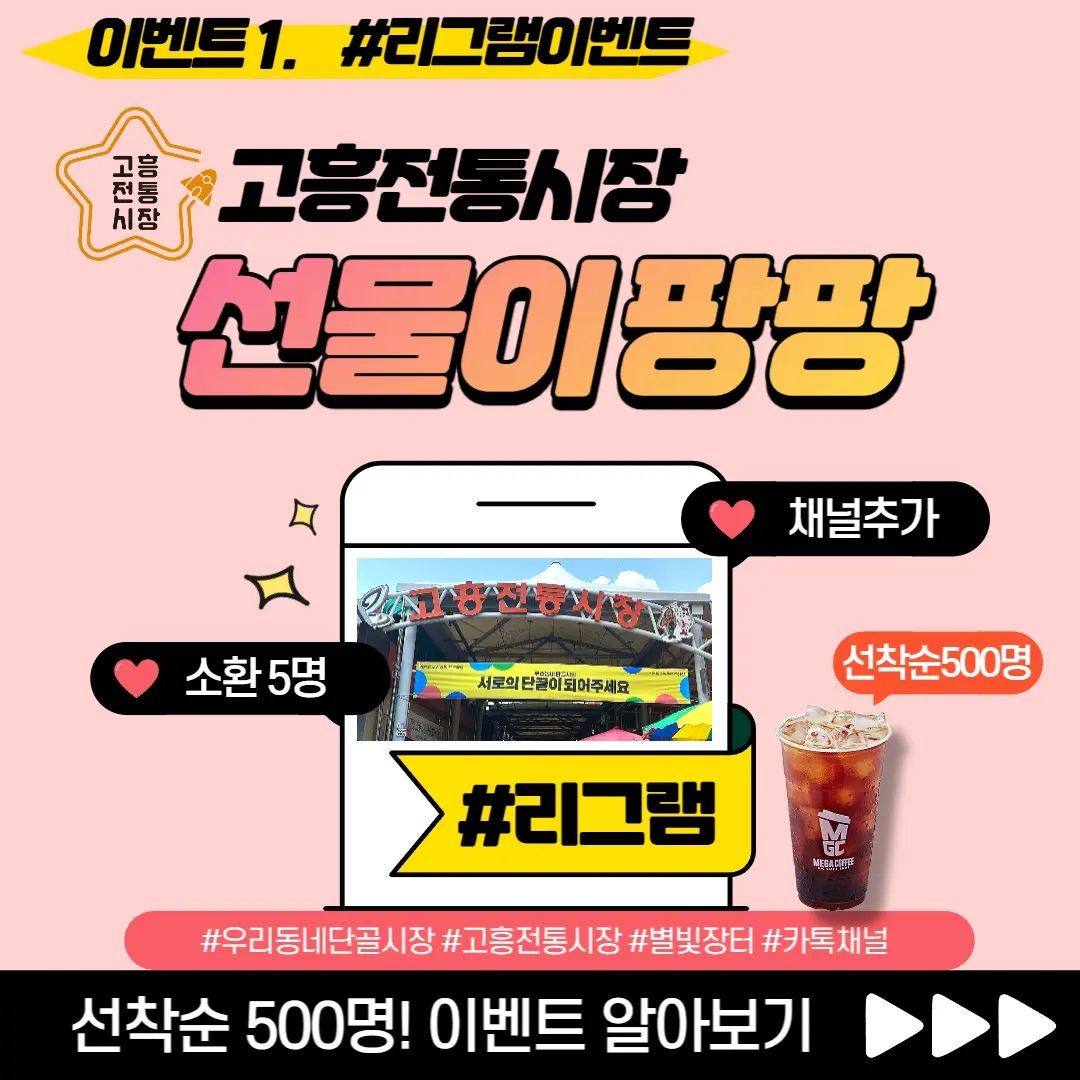 이벤트 1. #리그램이벤트
고흥
전통
시장
고흥전통시장
선물이 팡팡
채널추가
고흥전통시장
서로의 단골이 되어주세요
소환 5명
선착순500명
#리그램
MGC
MEGA COFFEE
#우리동네단골시장 #고흥전통시장 #별빛장터 #카톡채널
선착순 500명! 이벤트 알아보기